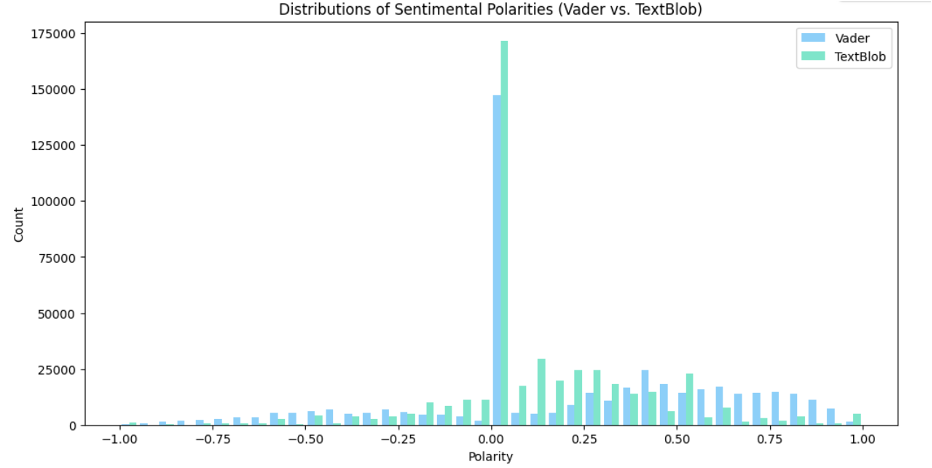 Distributions of Sentimental Polarities (Vader vs. TextBlob)
Vader
TextBlob
175000
150000
125000
100000
75000
50000
25000
0
Count
−1.00 −0.75 −0.50 −0.25 0.00 0.25 0.50 0.75 1.00
Polarity